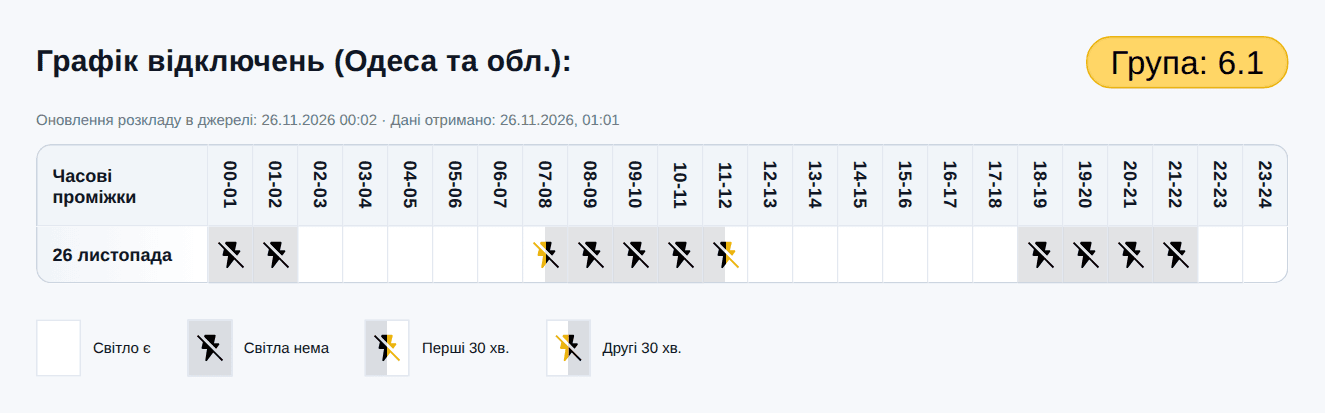 Графік відключень (Одеса та обл.):
Група: 6.1
Оновлення розкладу в джерелі: 26.11.2026 00:02 · Дані отримано: 26.11.2026, 01:01
Часові
проміжки
00-01
01-02
02-03
03-04
04-05
05-06
06-07
07-08
08-09
09-10
10-11
11-12
12-13
13-14
14-15
15-16
16-17
17-18
18-19
19-20
20-21
21-22
22-23
23-24
26 листопада
Світло є
Світла нема
Перші 30 хв.
Другі 30 хв.